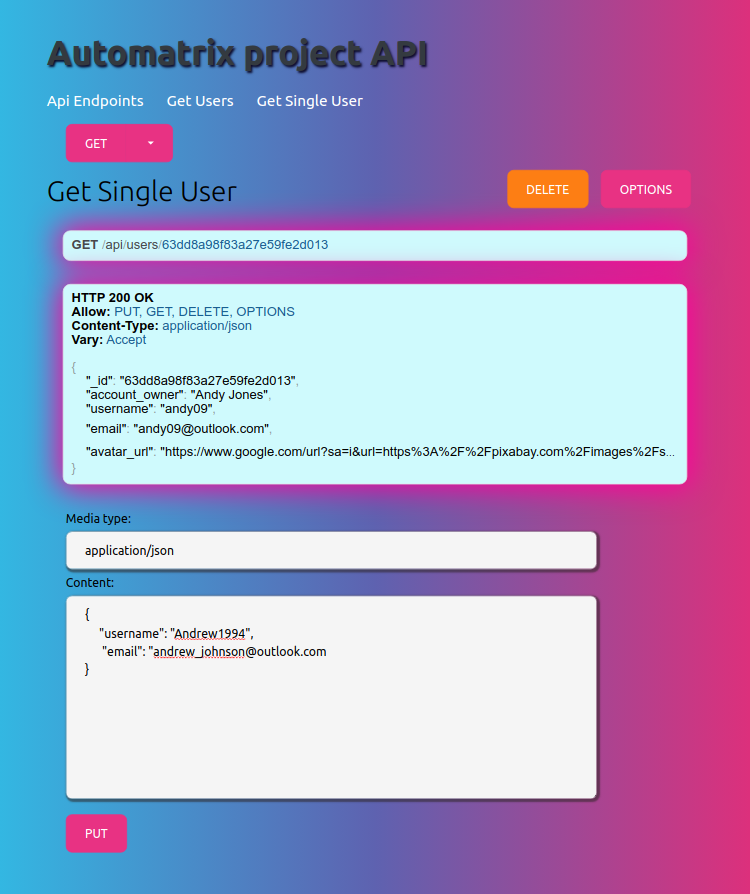 Automatrix project API
Api Endpoints Get Users Get Single User
GET
Get Single User
DELETE
OPTIONS
GET /api/users/63dd8a98f83a27e59fe2d013
HTTP 200 OK
Allow: PUT, GET, DELETE, OPTIONS
Content-Type: application/json
Vary: Accept
{
"_id": "63dd8a98f83a27e59fe2d013",
"account_owner": "Andy Jones",
"username": "andy09",
"email": "andy09@outlook.com",
"avatar_url": "https://www.google.com/url?sa=i&url=https%3A%2F%2Fpixabay.com%2Fimages%2Fs...
}
Media type:
application/json
Content:
{
"username": "Andrew1994",
"email": "andrew_johnson@outlook.com
}
PUT